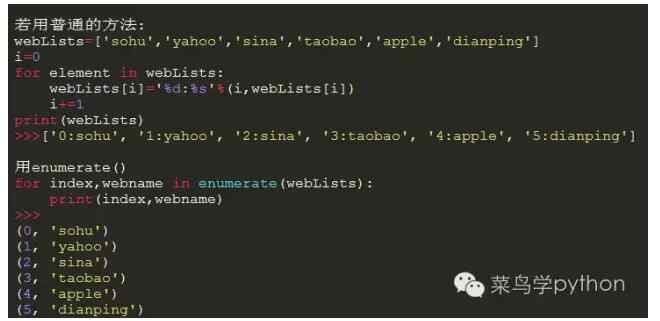 若用普通的方法:
webLists=['sohu','yahoo','sina','taobao','apple','dianping']
i=0
for element in webLists:
    webLists[i]='%d:%s'%(i,webLists[i])
    i+=1
print(webLists)
>>>['0:sohu', '1:yahoo', '2:sina', '3:taobao', '4:apple', '5:dianping']
用enumerate()
for index,webname in enumerate(webLists):
    print(index,webname)
>>>
(0, 'sohu')
(1, 'yahoo')
(2, 'sina')
(3, 'taobao')
(4, 'apple')
(5, 'dianping')
菜鸟学python